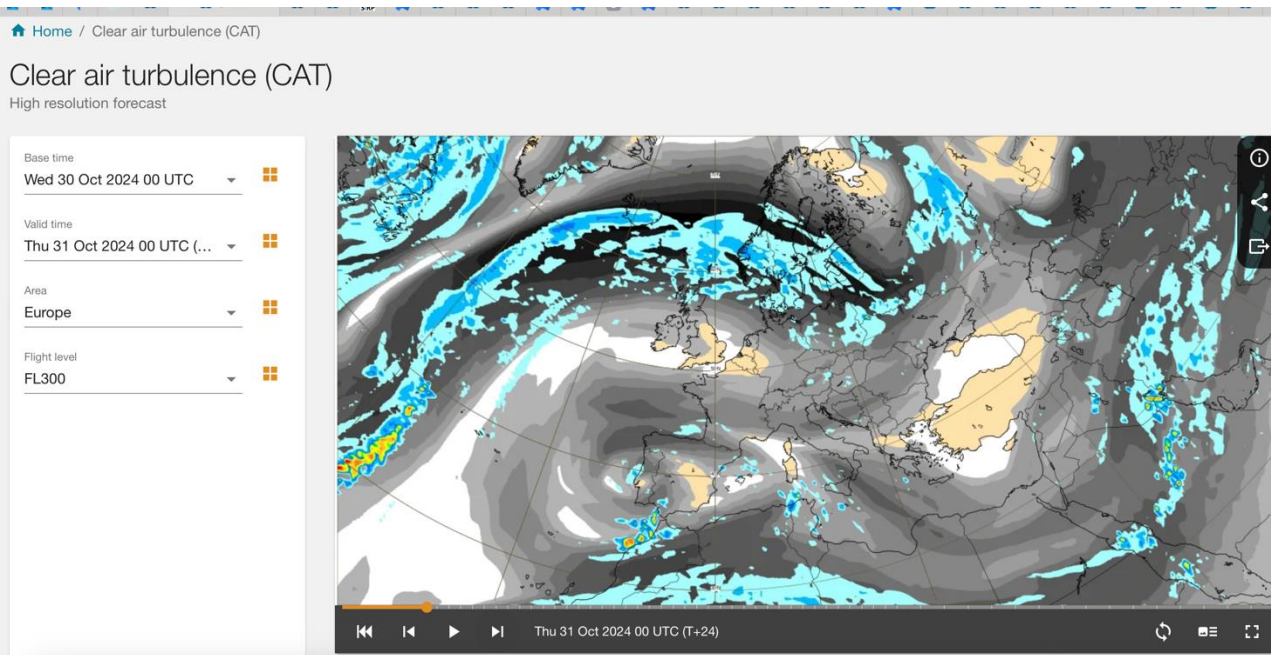 Home / Clear air turbulence (CAT)
Clear air turbulence (CAT)
High resolution forecast
Base time
Wed 30 Oct 2024 00 UTC
Valid time
Thu 31 Oct 2024 00 UTC (...
Area
Europe
Flight level
FL300
Thu 31 Oct 2024 00 UTC (T+24)